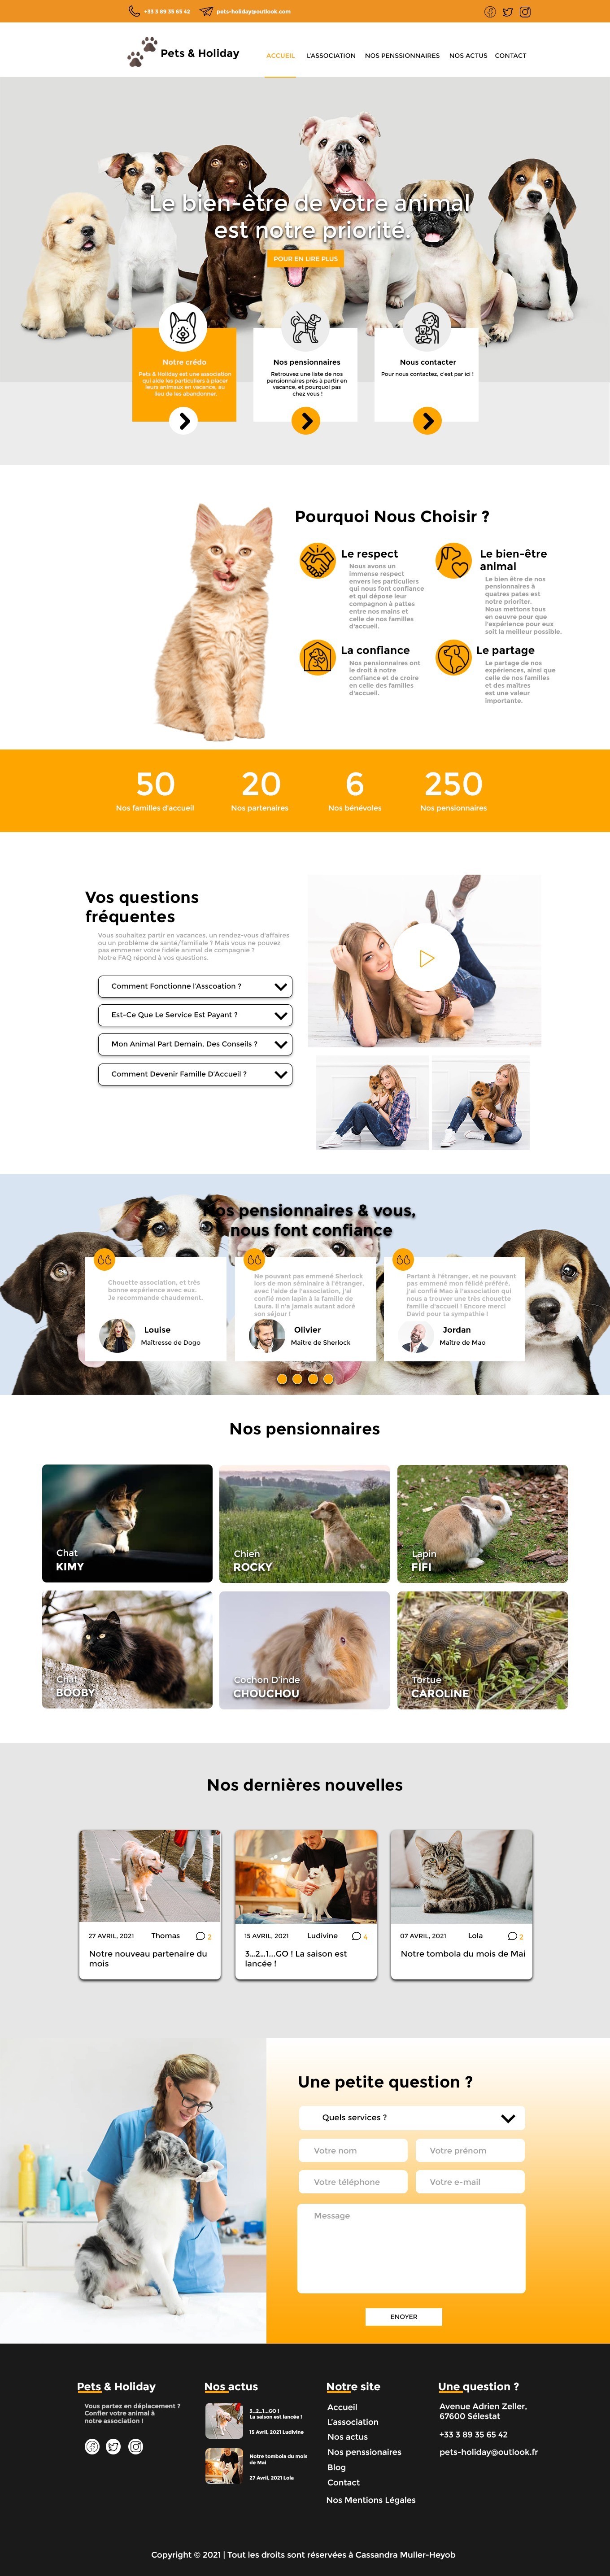 +33 3 89 35 65 42
pets-holiday@outlook.com
Pets & Holiday
ACCUEIL
L'ASSOCIATION
NOS PENSSIONNAIRES
NOS ACTUS
CONTACT
Le bien-être de votre animal
est notre priorité.
POUR EN LIRE PLUS
Notre crédo
Pets & Holiday est une association
qui aide les particuliers à placer
leurs animaux en vacance, au
lieu de les abandonner.
Nos pensionnaires
Retrouvez une liste de nos
pensionnaires prés à partir en
vacance, et pourquoi pas
chez vous !
Nous contacter
Pour nous contactez, c'est par ici !
Pourquoi Nous Choisir ?
Le respect
Nous avons un
immense respect
envers les particuliers
qui nous font confiance
et qui dépose leur
compagnon à pattes
entre nos mains et
celle de nos familles
d'accueil.
Le bien-être
animal
Le bien être de nos
pensionnaires à
quatres pates est
notre prioriter.
Nous mettons tous
en oeuvre pour que
l'expérience pour eux
soit la meilleur possible.
La confiance
Nos pensionnaires ont
le droit à notre
confiance et de croire
en celle des familles
d'accueil.
Le partage
Le partage de nos
expériences, ainsi que
celle de nos familles
et des maîtres
est une valeur
importante.
50
Nos familles d'accueil
20
Nos partenaires
6
Nos bénévoles
250
Nos pensionnaires
Vos questions
fréquentes
Vous souhaitez partir en vacances, un rendez-vous d'affaires
ou un problème de santé/familiale ? Mais vous ne pouvez
pas emmener votre fidèle animal de compagnie ?
Notre FAQ répond à vos questions.
Comment Fonctionne l'Asscoation ?
Est-Ce Que Le Service Est Payant ?
Mon Animal Part Demain, Des Conseils ?
Comment Devenir Famille D'Accueil ?
Nos pensionnaires & vous,
nous font confiance
Chouette association, et très
bonne expérience avec eux.
Je recommande chaudement.
Louise
Maîtresse de Dogo
Ne pouvant pas emmené Sherlock
lors de mon séminaire à l'étranger,
avec l'aide de l'association, j'ai
confié mon lapin à la famille de
Laura. Il n'a jamais autant adoré
son séjour !
Olivier
Maître de Sherlock
Partant à l'étranger, et ne pouvant
pas emmené mon félidé préféré,
j'ai confié Mao à l'association qui
nous a trouver une très chouette
famille d'accueil ! Encore merci
David pour ta sympathie !
Jordan
Maître de Mao
Nos pensionnaires
Chat
KIMY
Chien
ROCKY
Lapin
FIFI
Chat
BOOBY
Cochon D'inde
CHOUCHOU
Tortue
CAROLINE
Nos dernières nouvelles
27 AVRIL, 2021
Thomas
2
Notre nouveau partenaire du
mois
15 AVRIL, 2021
Ludivine
4
3...2...1...GO ! La saison est
lancée !
07 AVRIL, 2021
Lola
2
Notre tombola du mois de Mai
Une petite question ?
Quels services ?
Votre nom
Votre prénom
Votre téléphone
Votre e-mail
Message
ENOYER
Pets & Holiday
Vous partez en déplacement ?
Confier votre animal à
notre association !
Nos actus
3...2...1...GO !
La saison est lancée !
15 Avril, 2021 Ludivine
Notre tombola du mois
de Mai
27 Avril, 2021 Lola
Notre site
Accueil
L'association
Nos actus
Nos penssionaires
Blog
Contact
Nos Mentions Légales
Une question ?
Avenue Adrien Zeller,
67600 Sélestat
+33 3 89 35 65 42
pets-holiday@outlook.fr
Copyright © 2021 | Tout les droits sont réservées à Cassandra Muller-Heyob